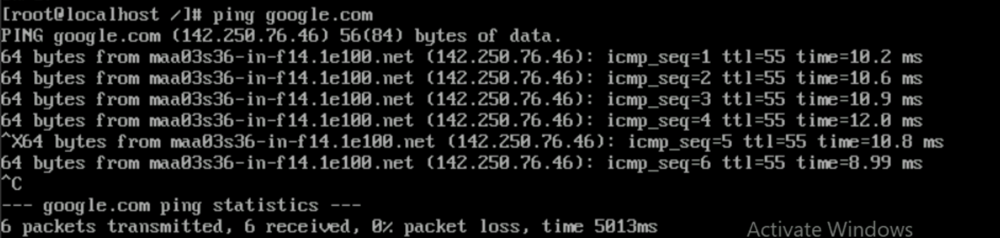 [root@localhost /]# ping google.com
PING google.com (142.250.76.46) 56(84) bytes of data.
64 bytes from maa03s36-in-f14.1e100.net (142.250.76.46): icmp_seq=1 ttl=55 time=10.2 ms
64 bytes from maa03s36-in-f14.1e100.net (142.250.76.46): icmp_seq=2 ttl=55 time=10.6 ms
64 bytes from maa03s36-in-f14.1e100.net (142.250.76.46): icmp_seq=3 ttl=55 time=10.9 ms
64 bytes from maa03s36-in-f14.1e100.net (142.250.76.46): icmp_seq=4 ttl=55 time=12.0 ms
^X64 bytes from maa03s36-in-f14.1e100.net (142.250.76.46): icmp_seq=5 ttl=55 time=10.8 ms
64 bytes from maa03s36-in-f14.1e100.net (142.250.76.46): icmp_seq=6 ttl=55 time=8.99 ms
^C
--- google.com ping statistics ---
6 packets transmitted, 6 received, 0% packet loss, time 5013ms
Activate Windows